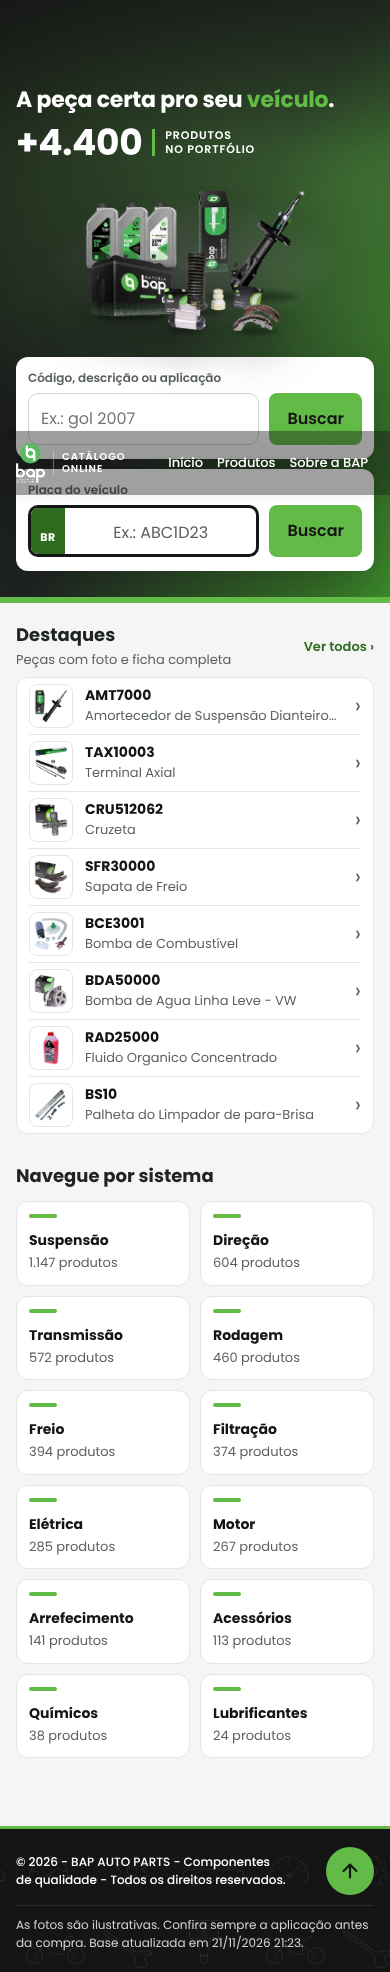 A peça certa pro seu veículo.
+4.400
PRODUTOS
NO PORTFÓLIO
bap
Código, descrição ou aplicação
Ex.: gol 2007
Buscar
bap
CATÁLOGO
ONLINE
Início
Produtos
Sobre a BAP
Placa do veículo
BR
Ex.: ABC1D23
Buscar
Destaques
Peças com foto e ficha completa
Ver todos ›
AMT7000
Amortecedor de Suspensão Dianteiro...
TAX10003
Terminal Axial
CRU512062
Cruzeta
SFR30000
Sapata de Freio
BCE3001
Bomba de Combustível
BDA50000
Bomba de Agua Linha Leve - VW
RAD25000
Fluido Organico Concentrado
BS10
Palheta do Limpador de para-Brisa
Navegue por sistema
Suspensão
1.147 produtos
Direção
604 produtos
Transmissão
572 produtos
Rodagem
460 produtos
Freio
394 produtos
Filtração
374 produtos
Elétrica
285 produtos
Motor
267 produtos
Arrefecimento
141 produtos
Acessórios
113 produtos
Químicos
38 produtos
Lubrificantes
24 produtos
© 2026 - BAP AUTO PARTS - Componentes
de qualidade - Todos os direitos reservados.
As fotos são ilustrativas. Confira sempre a aplicação antes
da compra. Base atualizada em 21/11/2026 21:23.